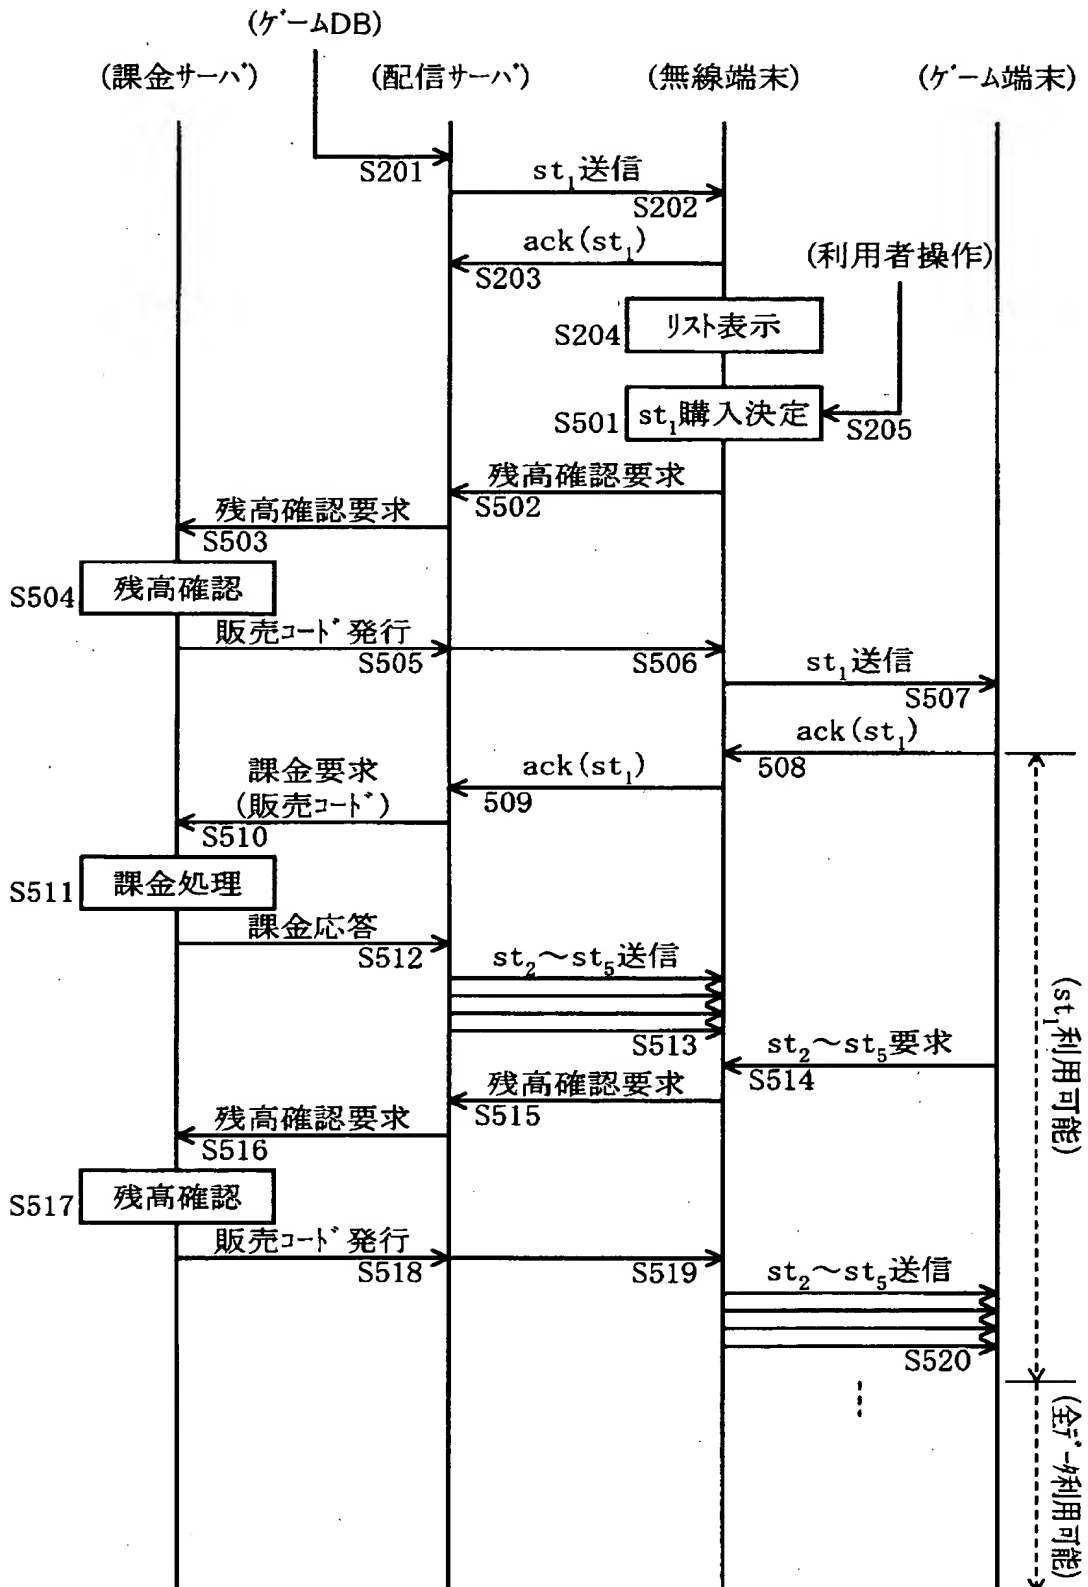 (ゲームDB)
(課金サーバ) (配信サーバ) (無線端末) (ゲーム端末)
S201
st₁送信
S202
ack(st₁)
S203
(利用者操作)
S204 リスト表示
S501 st₁購入決定 S205
残高確認要求
S502
残高確認要求
S503
S504 残高確認
販売コード発行
S505 S506
st₁送信
S507
ack(st₁)
508
ack(st₁)
509
課金要求
(販売コード)
S510
S511 課金処理
課金応答
S512
st₂～st₅送信
S513
st₂～st₅要求
S514
残高確認要求
S515
残高確認要求
S516
S517 残高確認
販売コード発行
S518 S519
st₂～st₅送信
S520
(st₁利用可能)
(全データ利用可能)